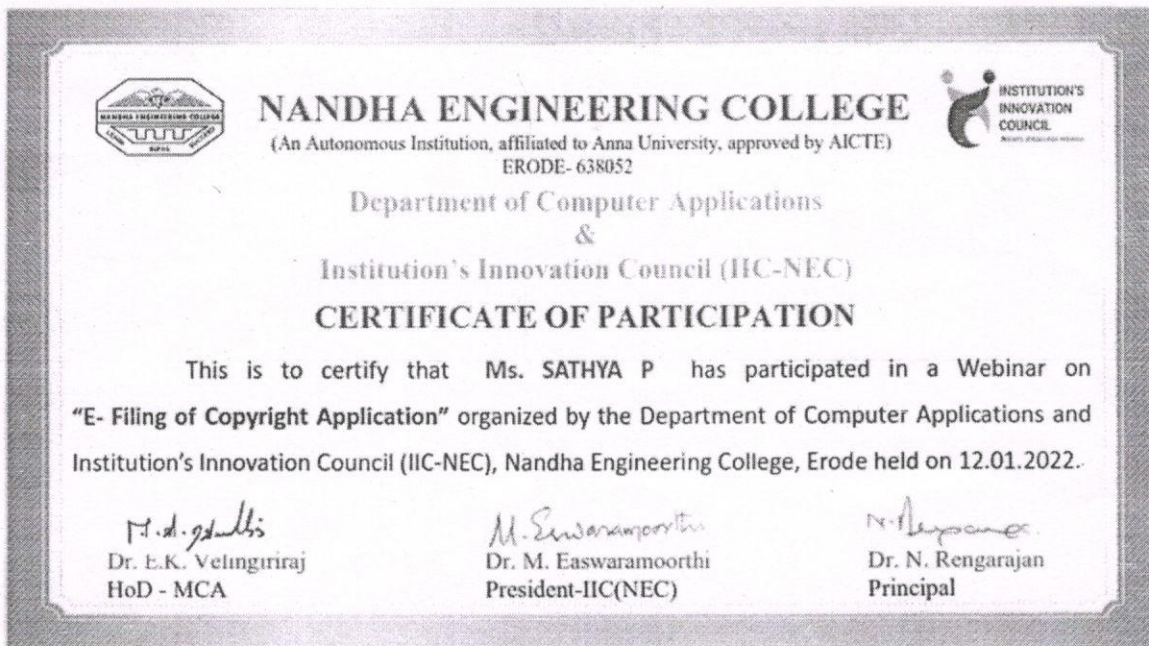 NANDHA ENGINEERING COLLEGE
INSTITUTION'S
INNOVATION
COUNCIL
NANDHA ENGINEERING COLLEGE
(An Autonomous Institution, affiliated to Anna University, approved by AICTE)
ERODE- 638052
Department of Computer Applications
&
Institution's Innovation Council (IIC-NEC)
CERTIFICATE OF PARTICIPATION
This is to certify that Ms. SATHYA P has participated in a Webinar on
“E- Filing of Copyright Application” organized by the Department of Computer Applications and
Institution's Innovation Council (IIC-NEC), Nandha Engineering College, Erode held on 12.01.2022.
M. Easwaramoorthi
Dr. E.K. Velingiriraj
Dr. M. Easwaramoorthi
Dr. N. Rengarajan
HoD - MCA
President-IIC(NEC)
Principal